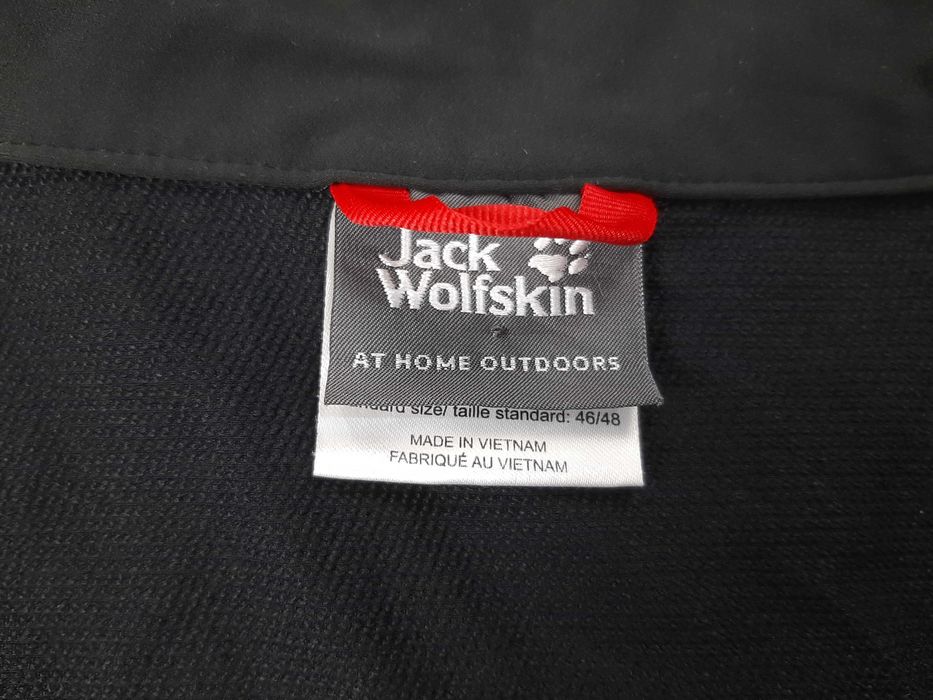 Jack
Wolfskin
AT HOME OUTDOORS
size/ taille standard: 46/48
MADE IN VIETNAM
FABRIQUÉ AU VIETNAM